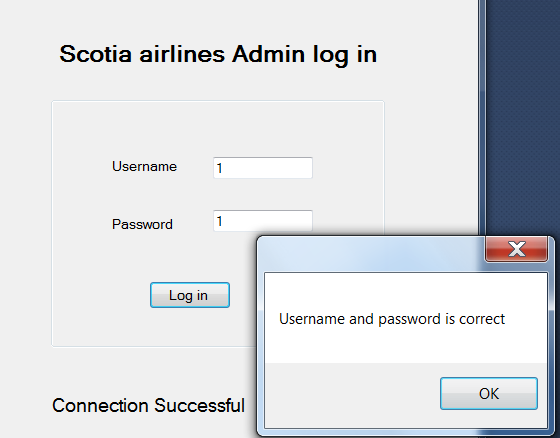 Scotia airlines Admin log in
Username
1
Password
1
Log in
Username and password is correct
OK
Connection Successful